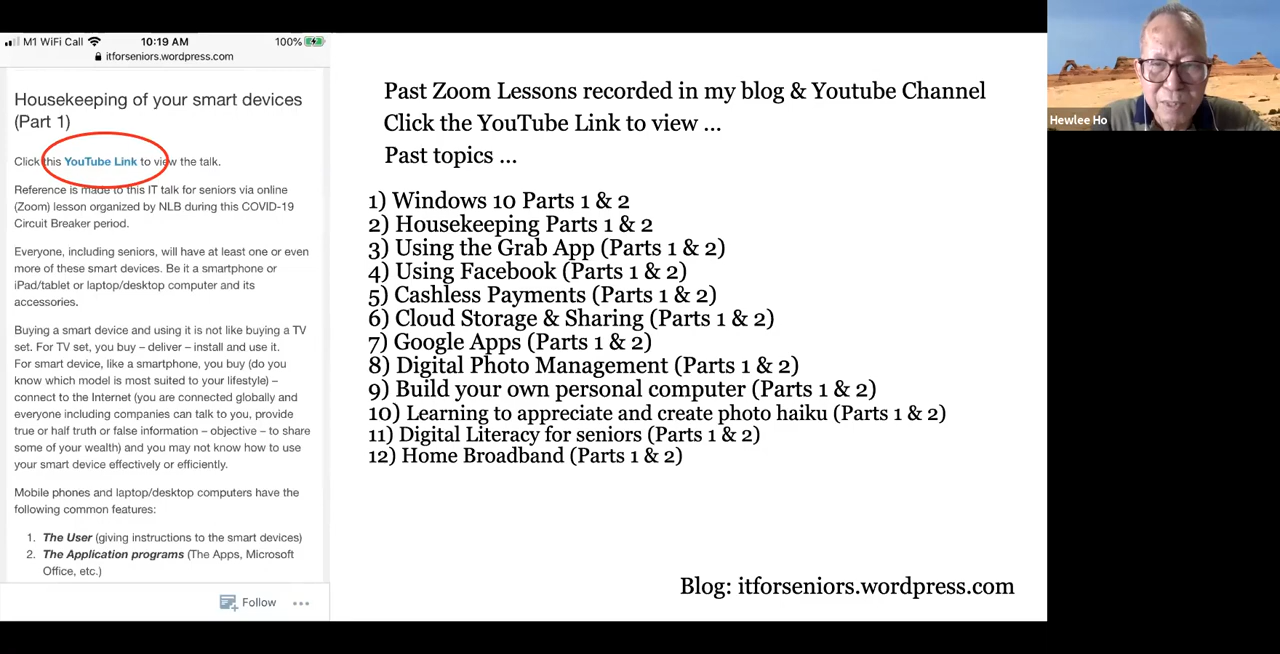 M1 WiFi Call
10:19 AM
100%
itforseniors.wordpress.com
Housekeeping of your smart devices
(Part 1)
Click this YouTube Link to view the talk.
Reference is made to this IT talk for seniors via online
(Zoom) lesson organized by NLB during this COVID-19
Circuit Breaker period.
Everyone, including seniors, will have at least one or even
more of these smart devices. Be it a smartphone or
iPad/tablet or laptop/desktop computer and its
accessories.
Buying a smart device and using it is not like buying a TV
set. For TV set, you buy – deliver – install and use it.
For smart device, like a smartphone, you buy (do you
know which model is most suited to your lifestyle) –
connect to the Internet (you are connected globally and
everyone including companies can talk to you, provide
true or half truth or false information – objective – to share
some of your wealth) and you may not know how to use
your smart device effectively or efficiently.
Mobile phones and laptop/desktop computers have the
following common features:
1. The User (giving instructions to the smart devices)
2. The Application programs (The Apps, Microsoft
Office, etc.)
Follow
Past Zoom Lessons recorded in my blog & Youtube Channel
Click the YouTube Link to view ...
Past topics ...
1) Windows 10 Parts 1 & 2
2) Housekeeping Parts 1 & 2
3) Using the Grab App (Parts 1 & 2)
4) Using Facebook (Parts 1 & 2)
5) Cashless Payments (Parts 1 & 2)
6) Cloud Storage & Sharing (Parts 1 & 2)
7) Google Apps (Parts 1 & 2)
8) Digital Photo Management (Parts 1 & 2)
9) Build your own personal computer (Parts 1 & 2)
10) Learning to appreciate and create photo haiku (Parts 1 & 2)
11) Digital Literacy for seniors (Parts 1 & 2)
12) Home Broadband (Parts 1 & 2)
Blog: itforseniors.wordpress.com
Hewlee Ho